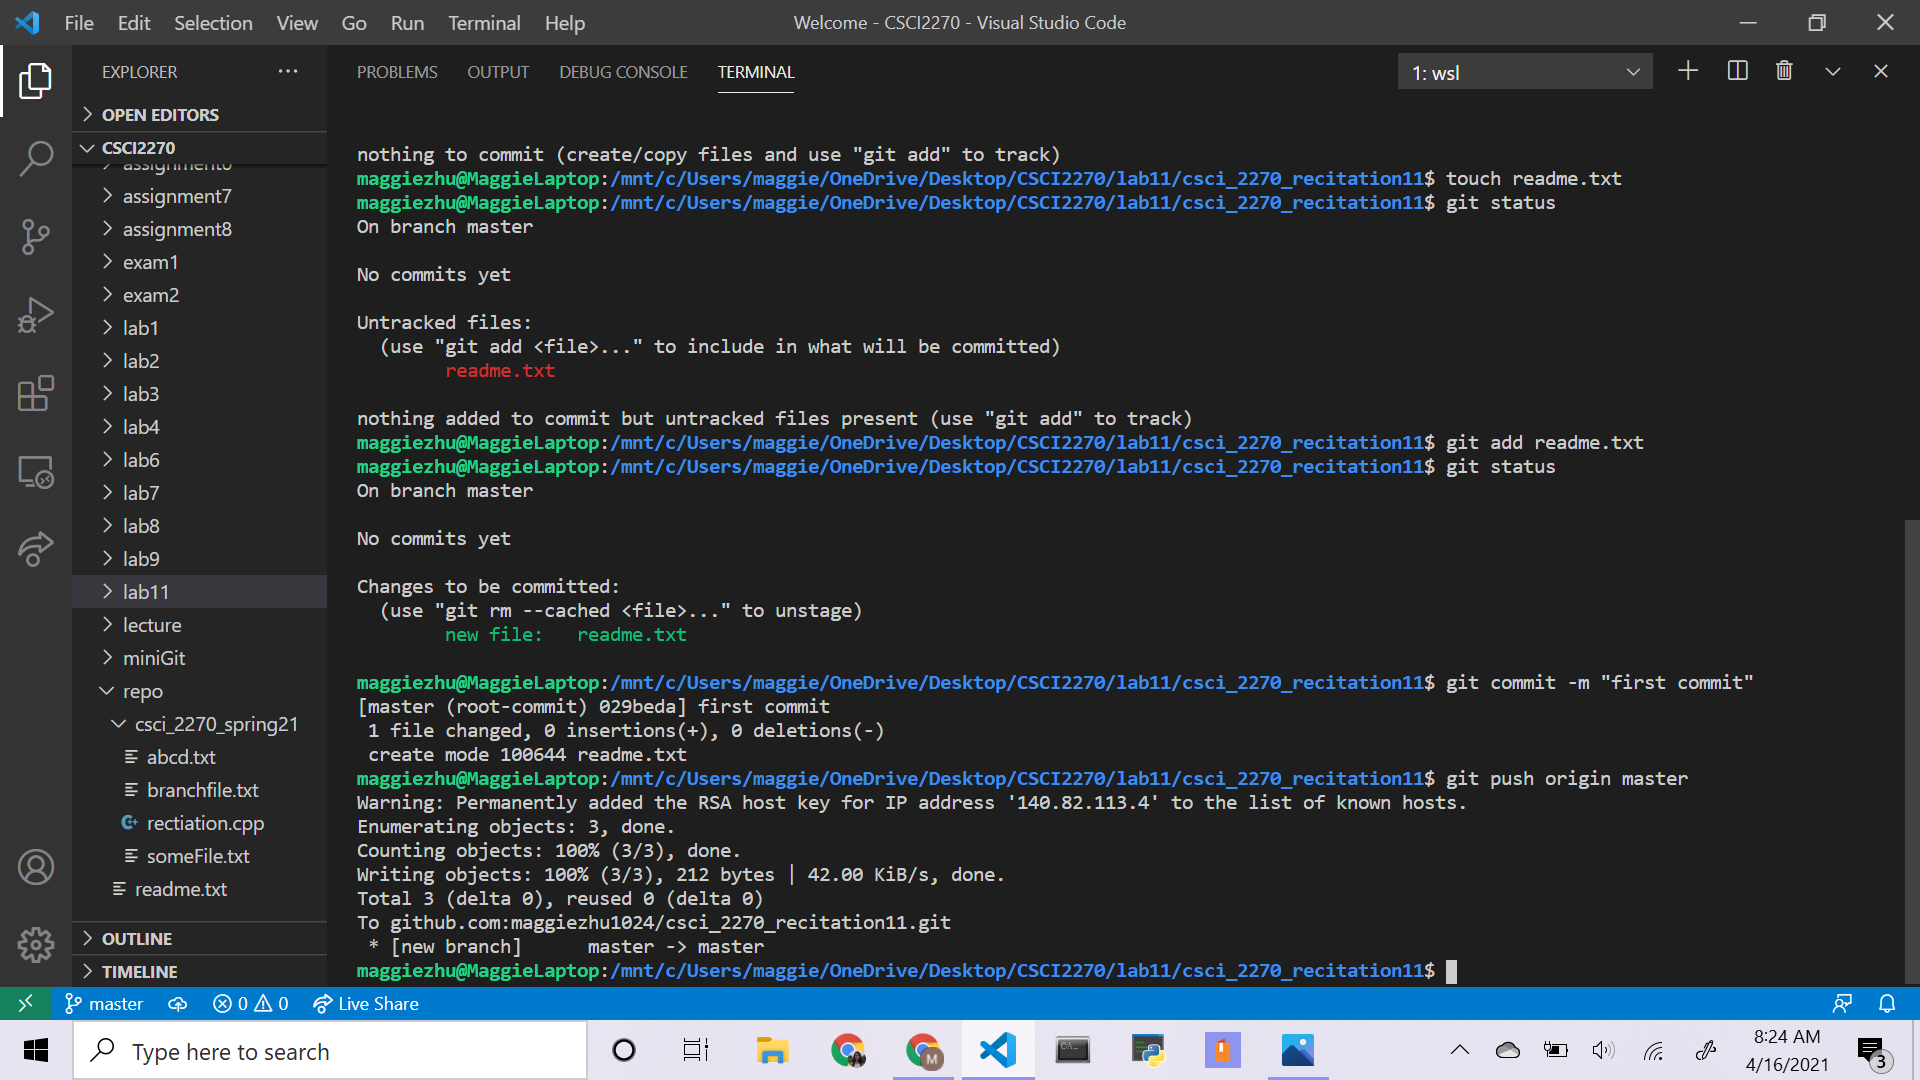 File Edit Selection View Go Run Terminal Help
Welcome - CSCI2270 - Visual Studio Code
EXPLORER
OPEN EDITORS
CSCI2270
assignment6
assignment7
assignment8
exam1
exam2
lab1
lab2
lab3
lab4
lab6
lab7
lab8
lab9
lab11
lecture
miniGit
repo
csci_2270_spring21
abcd.txt
branchfile.txt
rectiation.cpp
someFile.txt
readme.txt
OUTLINE
TIMELINE
PROBLEMS OUTPUT DEBUG CONSOLE TERMINAL
1: wsl
nothing to commit (create/copy files and use "git add" to track)
maggiezhu@MaggieLaptop:/mnt/c/Users/maggie/OneDrive/Desktop/CSCI2270/lab11/csci_2270_recitation11$ touch readme.txt
maggiezhu@MaggieLaptop:/mnt/c/Users/maggie/OneDrive/Desktop/CSCI2270/lab11/csci_2270_recitation11$ git status
On branch master
No commits yet
Untracked files:
(use "git add <file>..." to include in what will be committed)
readme.txt
nothing added to commit but untracked files present (use "git add" to track)
maggiezhu@MaggieLaptop:/mnt/c/Users/maggie/OneDrive/Desktop/CSCI2270/lab11/csci_2270_recitation11$ git add readme.txt
maggiezhu@MaggieLaptop:/mnt/c/Users/maggie/OneDrive/Desktop/CSCI2270/lab11/csci_2270_recitation11$ git status
On branch master
No commits yet
Changes to be committed:
(use "git rm --cached <file>..." to unstage)
new file:   readme.txt
maggiezhu@MaggieLaptop:/mnt/c/Users/maggie/OneDrive/Desktop/CSCI2270/lab11/csci_2270_recitation11$ git commit -m "first commit"
[master (root-commit) 029beda] first commit
1 file changed, 0 insertions(+), 0 deletions(-)
create mode 100644 readme.txt
maggiezhu@MaggieLaptop:/mnt/c/Users/maggie/OneDrive/Desktop/CSCI2270/lab11/csci_2270_recitation11$ git push origin master
Warning: Permanently added the RSA host key for IP address '140.82.113.4' to the list of known hosts.
Enumerating objects: 3, done.
Counting objects: 100% (3/3), done.
Writing objects: 100% (3/3), 212 bytes | 42.00 KiB/s, done.
Total 3 (delta 0), reused 0 (delta 0)
To github.com:maggiezhu1024/csci_2270_recitation11.git
* [new branch]      master -> master
maggiezhu@MaggieLaptop:/mnt/c/Users/maggie/OneDrive/Desktop/CSCI2270/lab11/csci_2270_recitation11$
master 0 0 Live Share
Type here to search
M
8:24 AM
4/16/2021
3